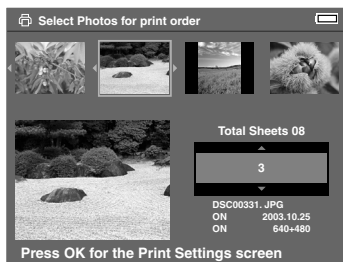 Select Photos for print order
Total Sheets 08
3
DSC00331. JPG
ON 2003.10.25
ON 640+480
Press OK for the Print Settings screen